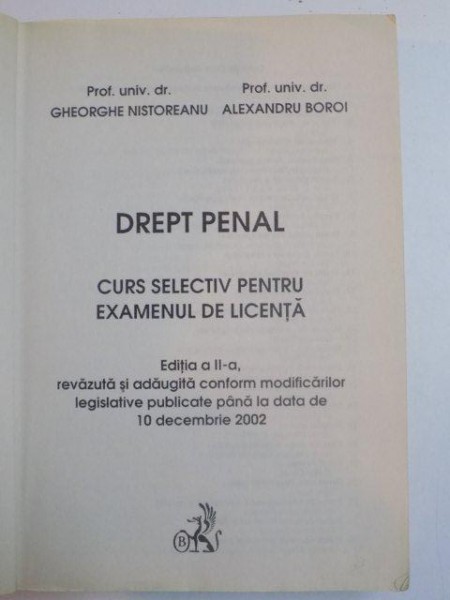 Prof. univ. dr. Prof. univ. dr.
GHEORGHE NISTOREANU ALEXANDRU BOROI
DREPT PENAL
CURS SELECTIV PENTRU
EXAMENUL DE LICENȚĂ
Ediția a II-a,
revăzută și adăugită conform modificărilor
legislative publicate până la data de
10 decembrie 2002
B